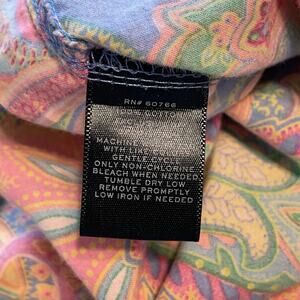 RN# 60766
100% COTTON
MACHINE
WITH LIKE COLORS
GENTLE CYCLE
ONLY NON-CHLORINE
BLEACH WHEN NEEDED
TUMBLE DRY LOW
REMOVE PROMPTLY
LOW IRON IF NEEDED